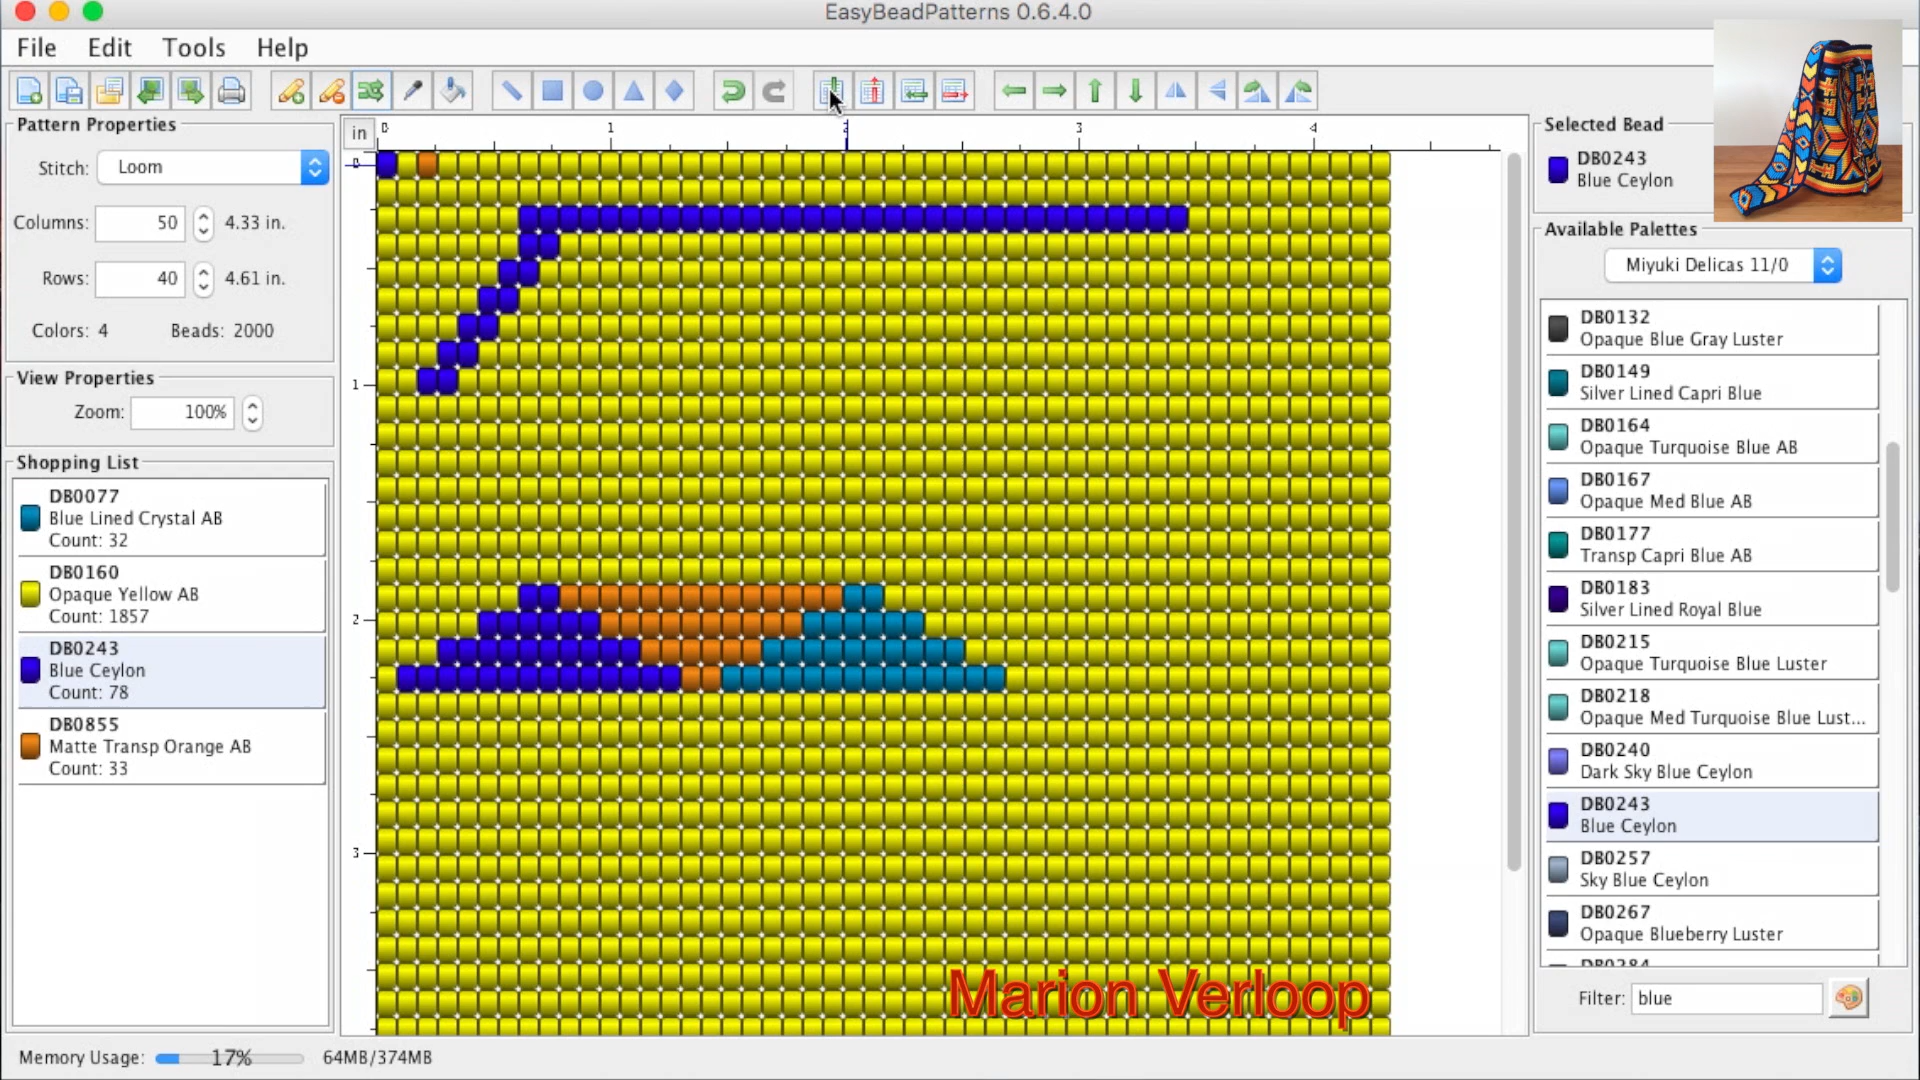 EasyBeadPatterns 0.6.4.0
File Edit Tools Help
Pattern Properties
Stitch: Loom
Columns: 50 4.33 in.
Rows: 40 4.61 in.
Colors: 4 Beads: 2000
View Properties
Zoom: 100%
Shopping List
DB0077
Blue Lined Crystal AB
Count: 32
DB0160
Opaque Yellow AB
Count: 1857
DB0243
Blue Ceylon
Count: 78
DB0855
Matte Transp Orange AB
Count: 33
in 0 1 2 3 4
0
1
2
3
Marion Verloop
Selected Bead
DB0243
Blue Ceylon
Available Palettes
Miyuki Delicas 11/0
DB0132
Opaque Blue Gray Luster
DB0149
Silver Lined Capri Blue
DB0164
Opaque Turquoise Blue AB
DB0167
Opaque Med Blue AB
DB0177
Transp Capri Blue AB
DB0183
Silver Lined Royal Blue
DB0215
Opaque Turquoise Blue Luster
DB0218
Opaque Med Turquoise Blue Lust...
DB0240
Dark Sky Blue Ceylon
DB0243
Blue Ceylon
DB0257
Sky Blue Ceylon
DB0267
Opaque Blueberry Luster
DB0284
Filter: blue
Memory Usage: 17% 64MB/374MB